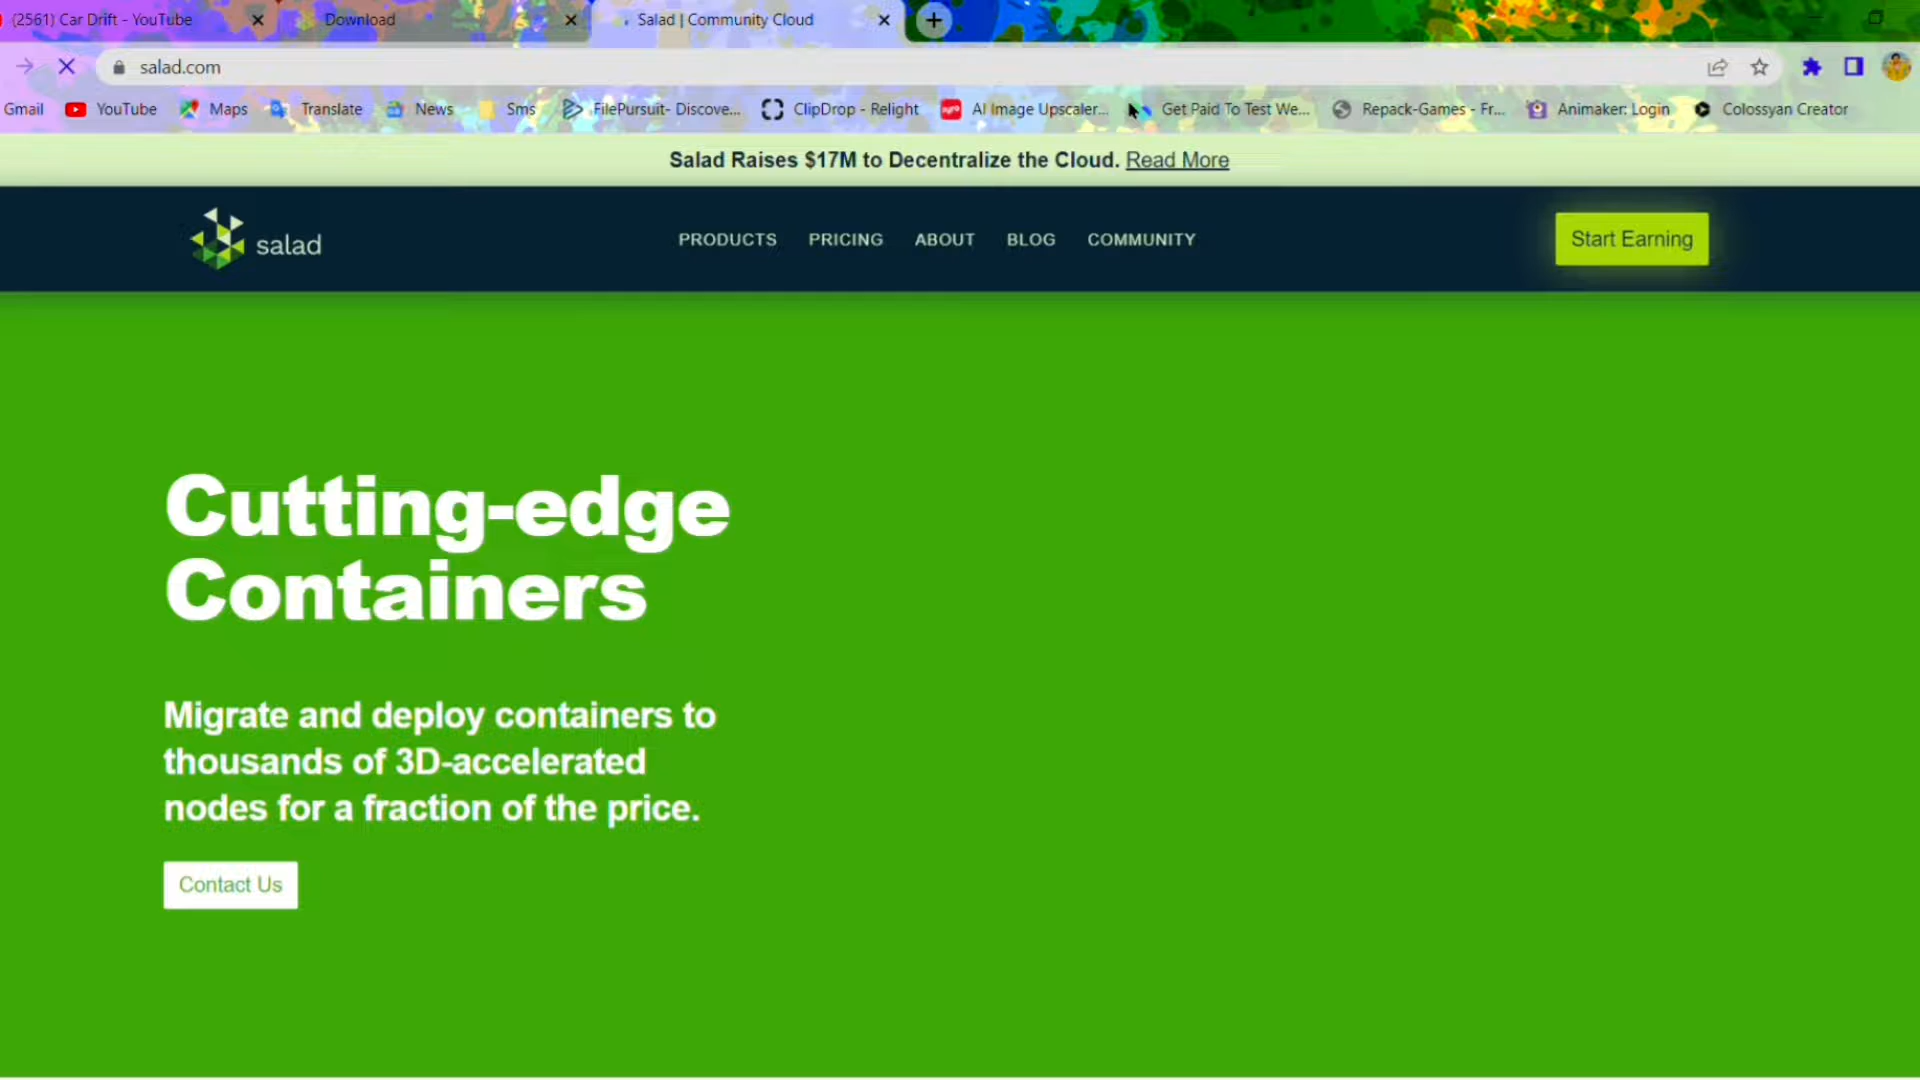 (2561) Car Drift - YouTube
Download
Salad | Community Cloud
salad.com
Gmail
YouTube
Maps
Translate
News
Sms
FilePursuit- Discove...
ClipDrop - Relight
AI Image Upscaler...
Get Paid To Test We...
Repack-Games - Fr...
Animaker: Login
Colossyan Creator
Salad Raises $17M to Decentralize the Cloud. Read More
salad
PRODUCTS
PRICING
ABOUT
BLOG
COMMUNITY
Start Earning
Cutting-edge
Containers
Migrate and deploy containers to
thousands of 3D-accelerated
nodes for a fraction of the price.
Contact Us